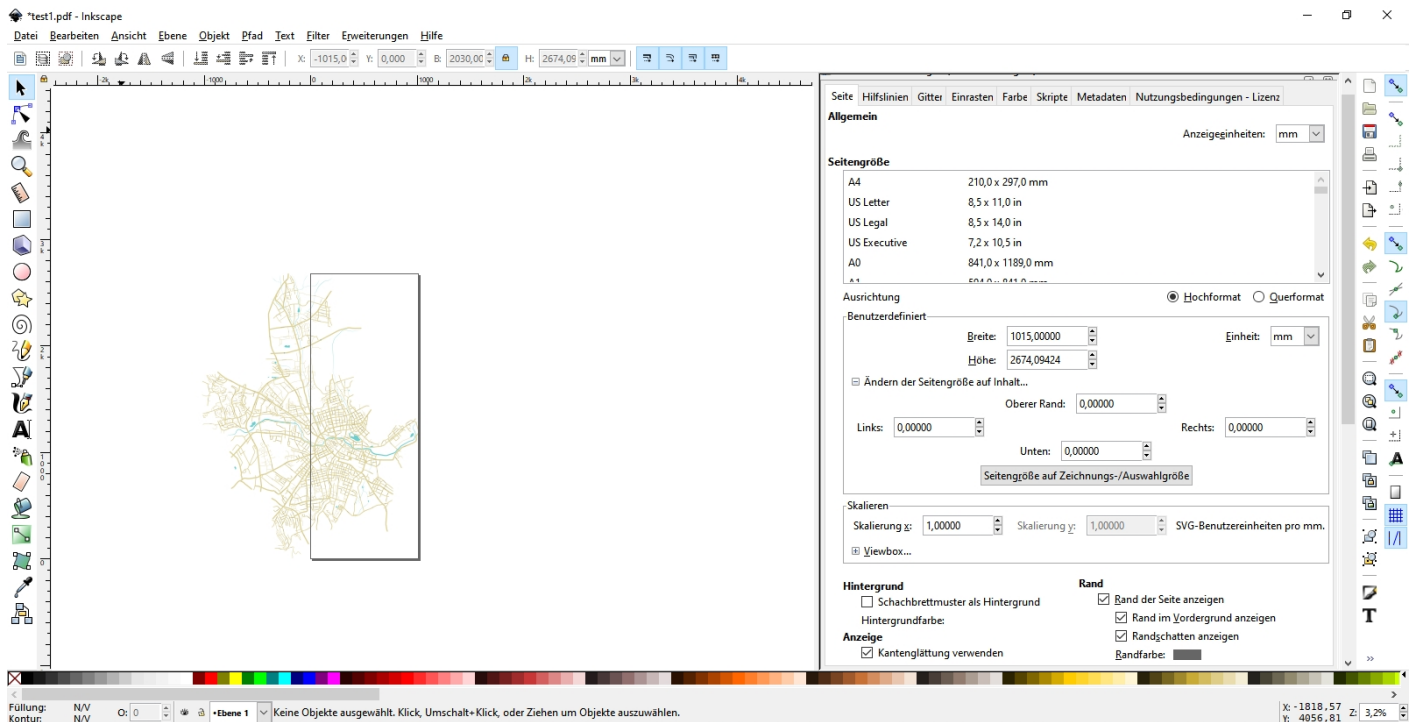 *test1.pdf - Inkscape
Datei Bearbeiten Ansicht Ebene Objekt Pfad Text Filter Erweiterungen Hilfe
X: -1015,0 Y: 0,000 B: 2030,00 H: 2674,09 mm
Seite Hilfslinien Gitter Einrasten Farbe Skripte Metadaten Nutzungsbedingungen - Lizenz
Allgemein
Anzeigeeinheiten: mm
Seitengröße
A4 210,0 x 297,0 mm
US Letter 8,5 x 11,0 in
US Legal 8,5 x 14,0 in
US Executive 7,2 x 10,5 in
A0 841,0 x 1189,0 mm
A1 594,0 x 841,0 mm
Ausrichtung Hochformat Querformat
Benutzerdefiniert
Breite: 1015,00000 Einheit: mm
Höhe: 2674,09424
Ändern der Seitengröße auf Inhalt...
Oberer Rand: 0,00000
Links: 0,00000 Rechts: 0,00000
Unten: 0,00000
Seitengröße auf Zeichnungs-/Auswahlgröße
Skalieren
Skalierung x: 1,00000 Skalierung y: 1,00000 SVG-Benutzereinheiten pro mm.
Viewbox...
Hintergrund Rand
Schachbrettmuster als Hintergrund Rand der Seite anzeigen
Hintergrundfarbe: Rand im Vordergrund anzeigen
Anzeige Randschatten anzeigen
Kantenglättung verwenden Randfarbe:
Füllung: N/V
Kontur: N/V
O: 0 •Ebene 1 Keine Objekte ausgewählt. Klick, Umschalt+Klick, oder Ziehen um Objekte auszuwählen.
X: -1818,57
Y: 4056,81
Z: 3,2%